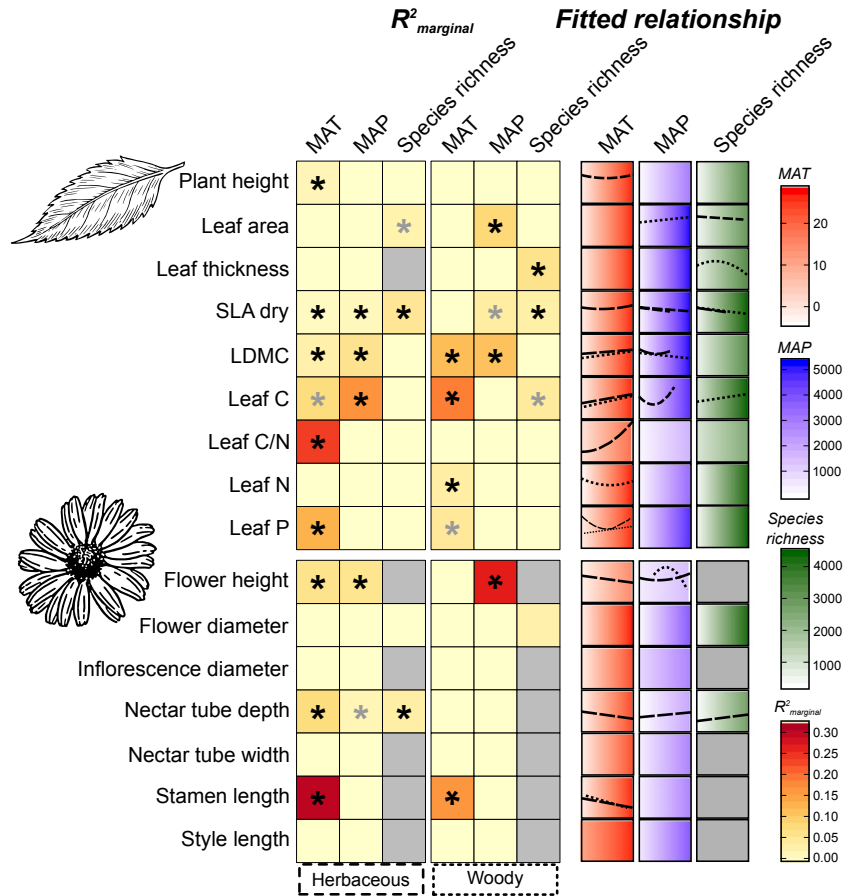 R²marginal Fitted relationship
MAT MAP Species richness MAT MAP Species richness MAT MAP Species richness
Plant height *
Leaf area * *
Leaf thickness *
SLA dry * * * * *
LDMC * * * *
Leaf C * * * *
Leaf C/N *
Leaf N *
Leaf P * *
Flower height * * *
Flower diameter
Inflorescence diameter
Nectar tube depth * * *
Nectar tube width
Stamen length * *
Style length
Herbaceous Woody
MAT
20
10
0
MAP
5000
4000
3000
2000
1000
Species
richness
4000
3000
2000
1000
R²marginal
0.30
0.25
0.20
0.15
0.10
0.05
0.00